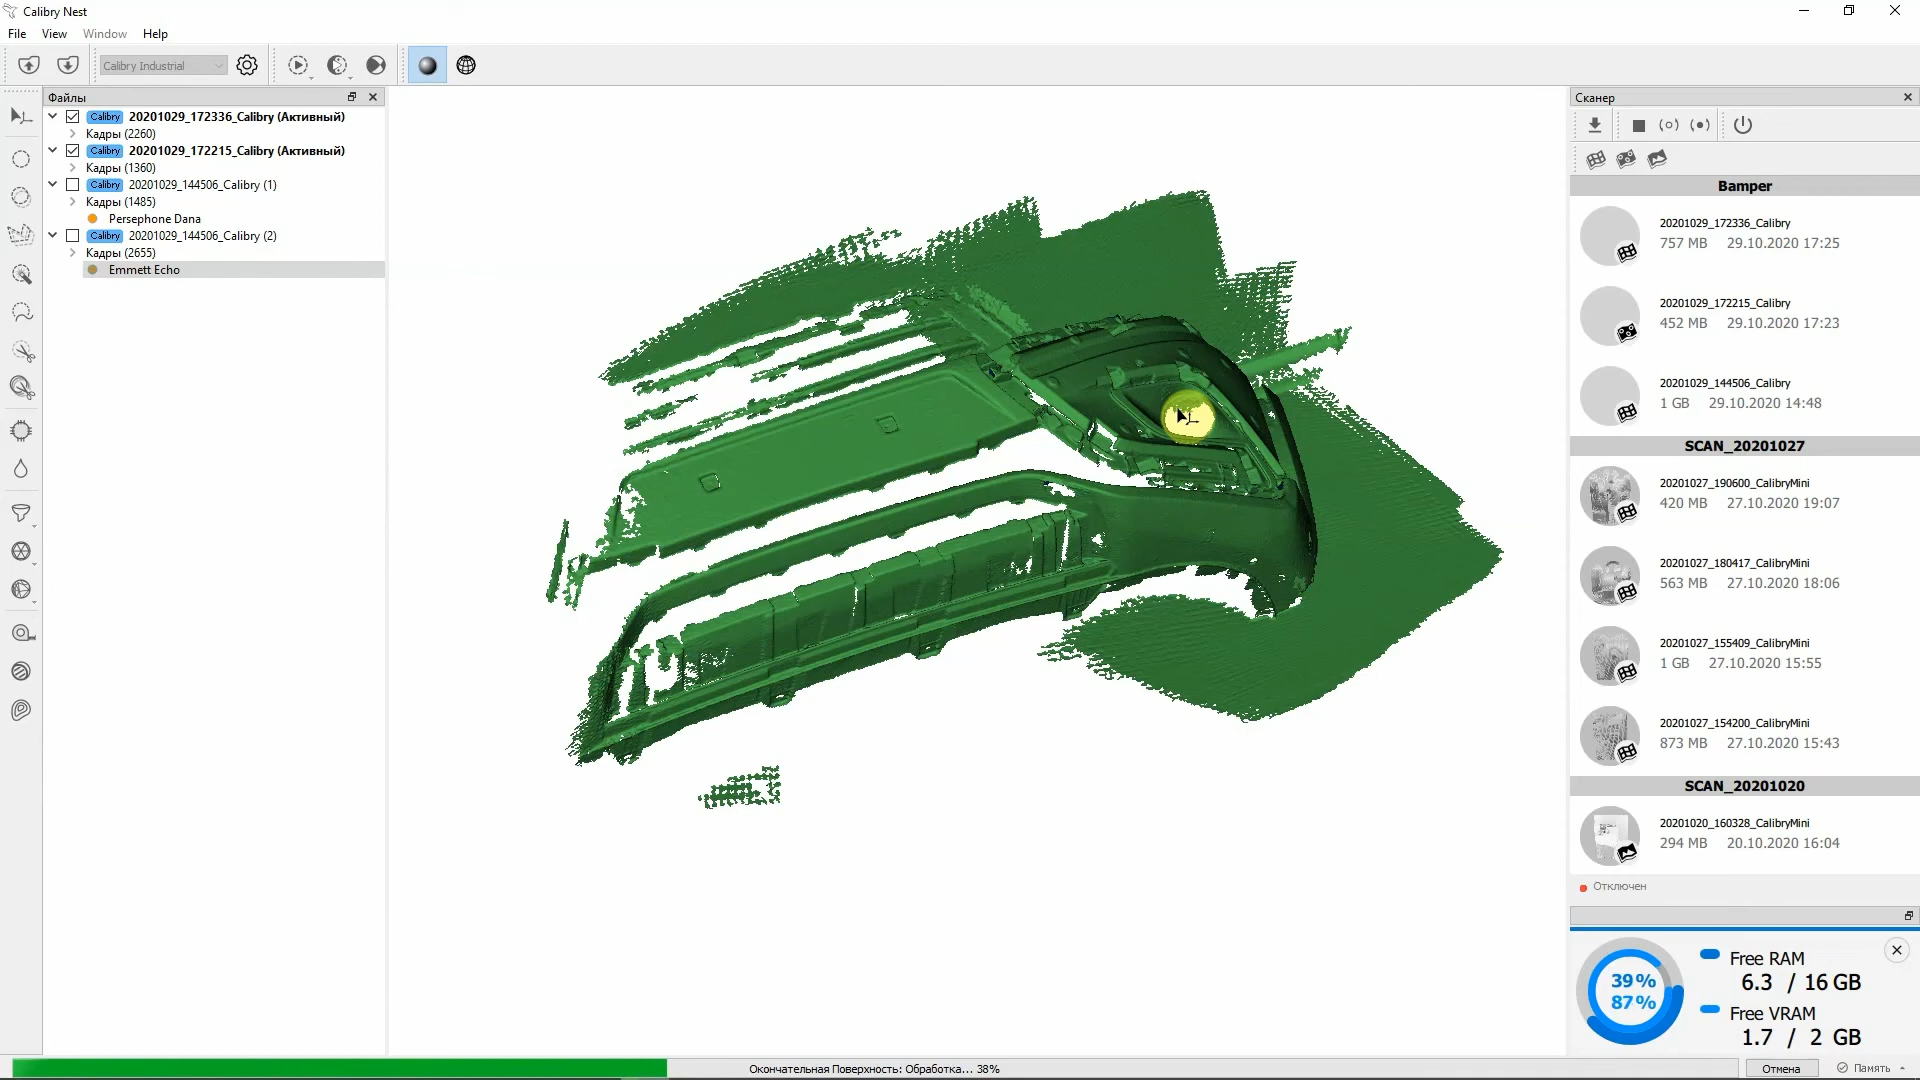 Calibry Nest
File View Window Help
Calibry Industrial
Файлы
Calibry 20201029_172336_Calibry (Активный)
Кадры (2260)
Calibry 20201029_172215_Calibry (Активный)
Кадры (1360)
Calibry 20201029_144506_Calibry (1)
Кадры (1485)
Persephone Dana
Calibry 20201029_144506_Calibry (2)
Кадры (2655)
Emmett Echo
Сканер
Bamper
20201029_172336_Calibry
757 MB 29.10.2020 17:25
20201029_172215_Calibry
452 MB 29.10.2020 17:23
20201029_144506_Calibry
1 GB 29.10.2020 14:48
SCAN_20201027
20201027_190600_CalibryMini
420 MB 27.10.2020 19:07
20201027_180417_CalibryMini
563 MB 27.10.2020 18:06
20201027_155409_CalibryMini
1 GB 27.10.2020 15:55
20201027_154200_CalibryMini
873 MB 27.10.2020 15:43
SCAN_20201020
20201020_160328_CalibryMini
294 MB 20.10.2020 16:04
Отключен
39%
87%
Free RAM
6.3 / 16 GB
Free VRAM
1.7 / 2 GB
Окончательная Поверхность: Обработка... 38%
Отмена
Память